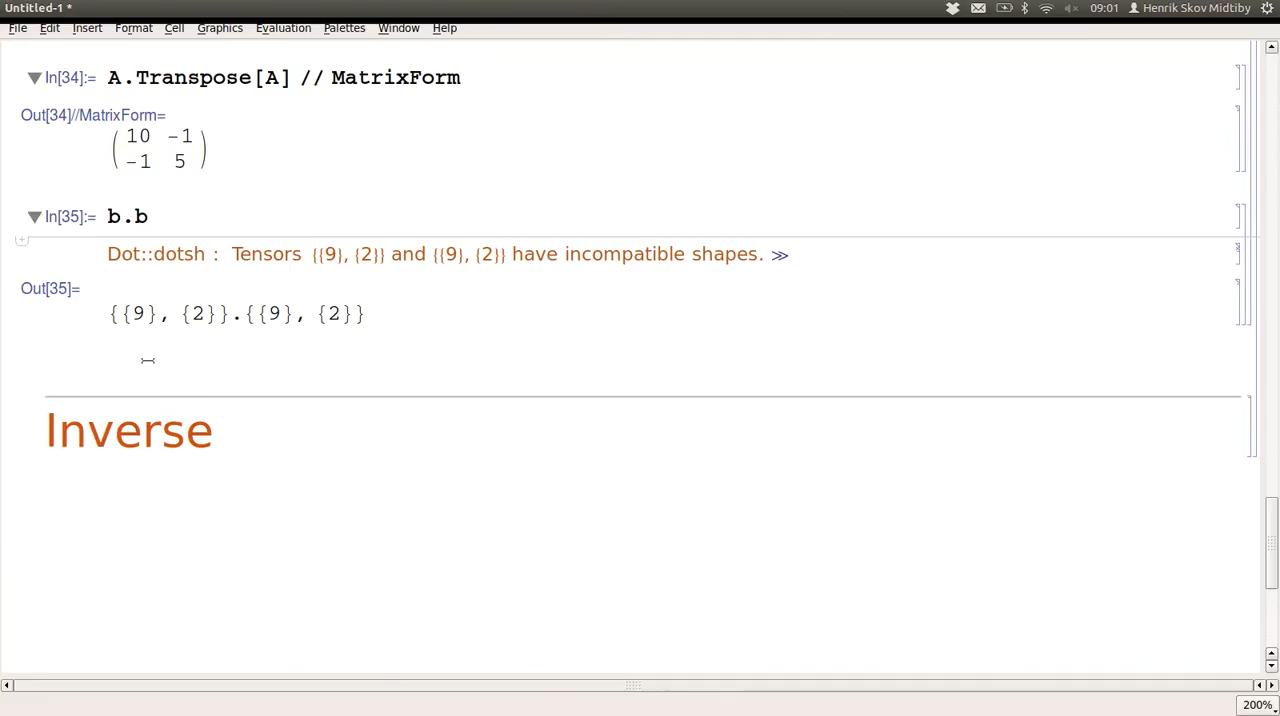 Untitled-1 *
09:01 Henrik Skov Midtiby
File Edit Insert Format Cell Graphics Evaluation Palettes Window Help
In[34]:= A.Transpose[A] // MatrixForm
Out[34]//MatrixForm=
10 -1
-1 5
In[35]:= b.b
Dot::dotsh : Tensors {{9}, {2}} and {{9}, {2}} have incompatible shapes. ≫
Out[35]=
{{9}, {2}}.{{9}, {2}}
Inverse
200%